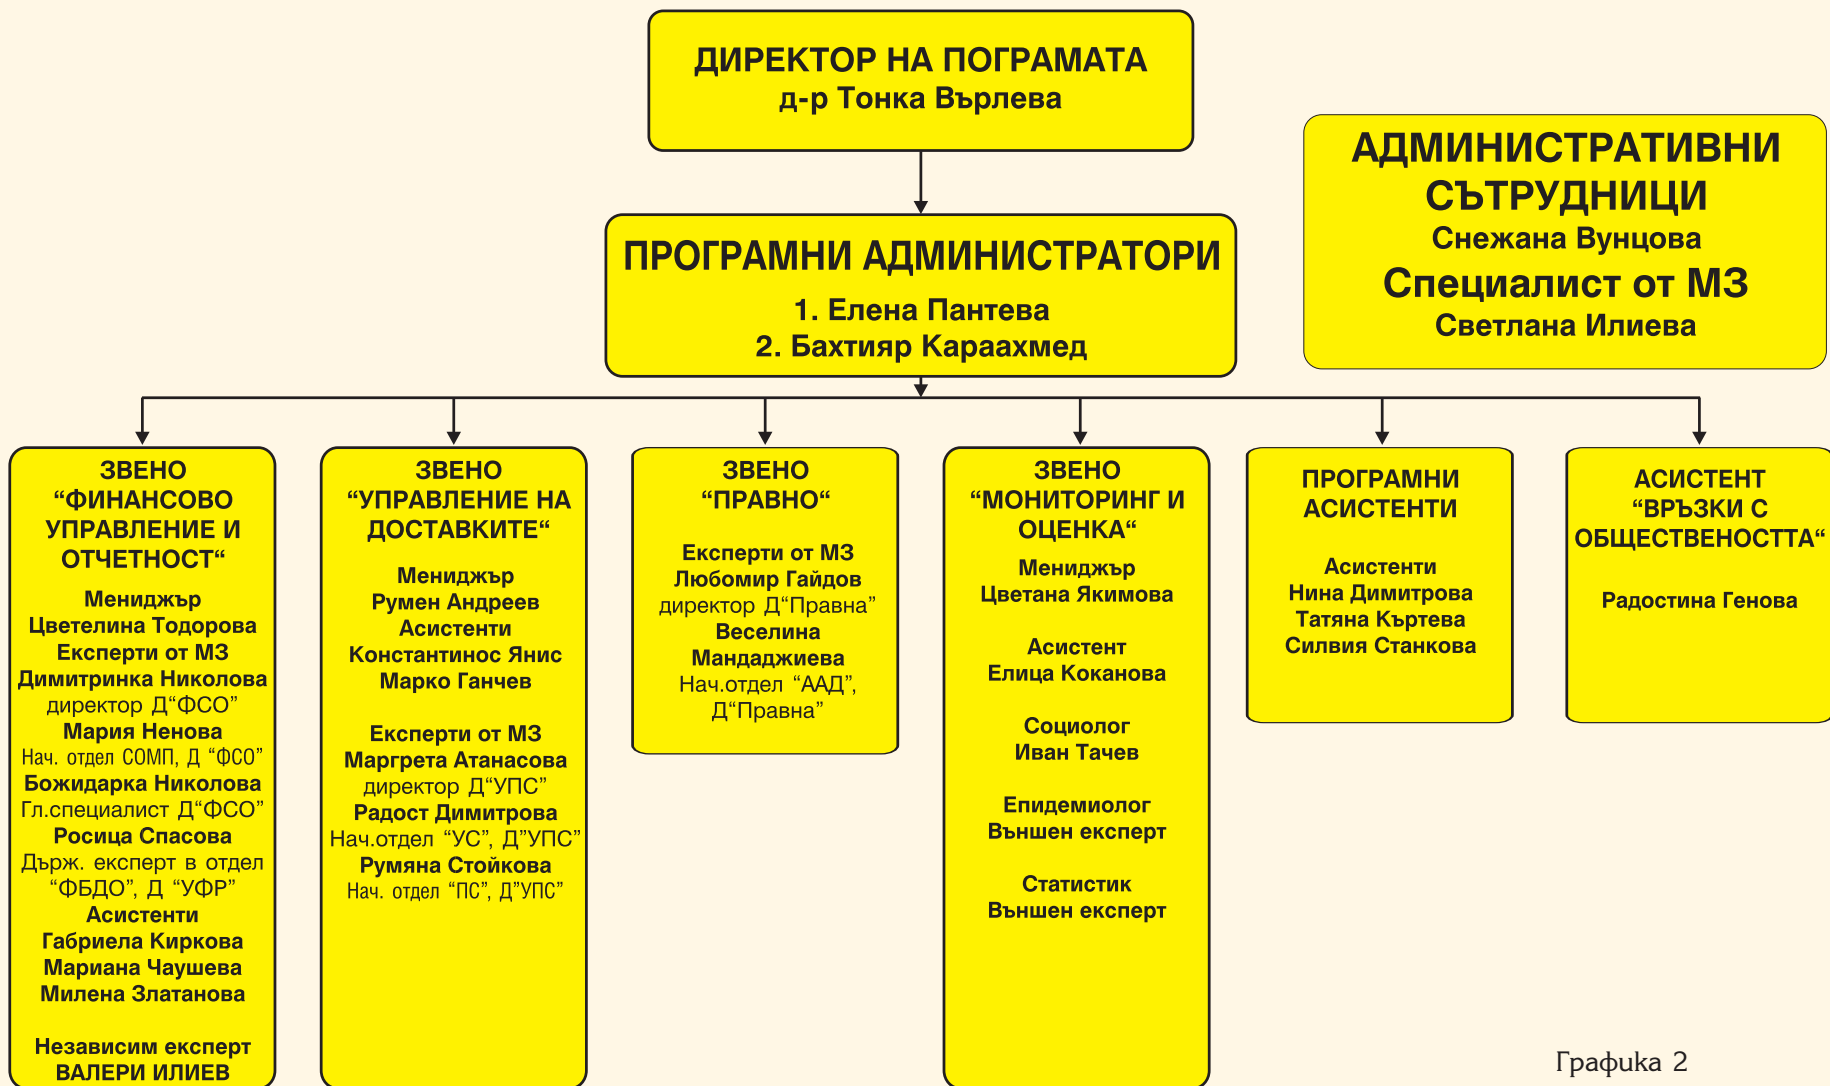 ДИРЕКТОР НА ПОГРАМАТА
д-р Тонка Върлева
АДМИНИСТРАТИВНИ
СЪТРУДНИЦИ
Снежана Вунцова
Специалист от МЗ
Светлана Илиева
ПРОГРАМНИ АДМИНИСТРАТОРИ
1. Елена Пантева
2. Бахтияр Караахмед
ЗВЕНО
“ФИНАНСОВО
УПРАВЛЕНИЕ И
ОТЧЕТНОСТ“
Мениджър
Цветелина Тодорова
Експерти от МЗ
Димитринка Николова
директор Д“ФСО”
Мария Ненова
Нач. отдел СОМП, Д “ФСО”
Божидарка Николова
Гл.специалист Д“ФСО”
Росица Спасова
Държ. експерт в отдел
“ФБДО”, Д “УФР”
Асистенти
Габриела Киркова
Мариана Чаушева
Милена Златанова
Независим експерт
ВАЛЕРИ ИЛИЕВ
ЗВЕНО
“УПРАВЛЕНИЕ НА
ДОСТАВКИТЕ“
Мениджър
Румен Андреев
Асистенти
Константинос Янис
Марко Ганчев
Експерти от МЗ
Маргрета Атанасова
директор Д“УПС”
Радост Димитрова
Нач.отдел “УС”, Д”УПС”
Румяна Стойкова
Нач. отдел “ПС”, Д”УПС”
ЗВЕНО
“ПРАВНО“
Експерти от МЗ
Любомир Гайдов
директор Д“Правна”
Веселина
Мандаджиева
Нач.отдел “ААД”,
Д“Правна”
ЗВЕНО
“МОНИТОРИНГ И
ОЦЕНКА“
Мениджър
Цветана Якимова
Асистент
Елица Коканова
Социолог
Иван Тачев
Епидемиолог
Външен експерт
Статистик
Външен експерт
ПРОГРАМНИ
АСИСТЕНТИ
Асистенти
Нина Димитрова
Татяна Къртева
Силвия Станкова
АСИСТЕНТ
“ВРЪЗКИ С
ОБЩЕСТВЕНОСТТА“
Радостина Генова
Графика 2